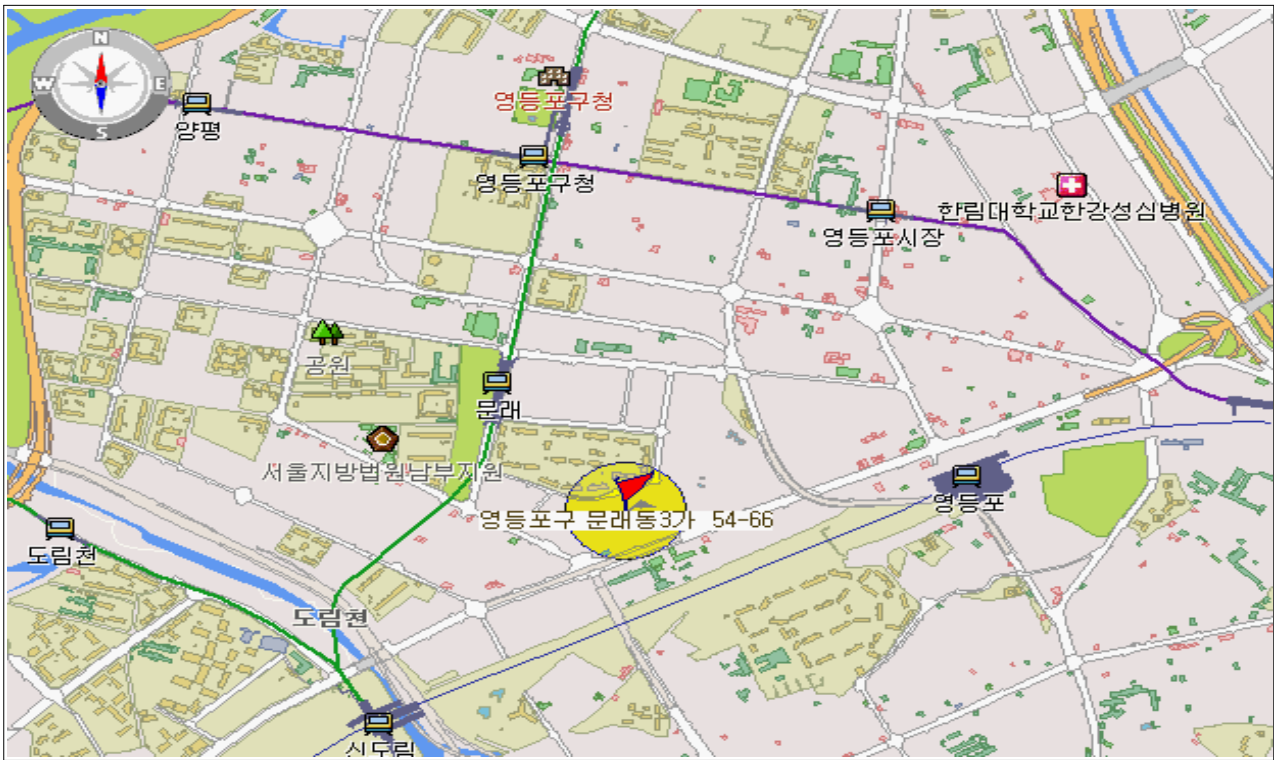 N
W
E
S
영등포구청
양평
영등포구청
한림대학교한강성심병원
영등포시장
공원
문래
서울지방법원남부지원
영등포
영등포구 문래동3가 54-66
도림천
도림천
신도림